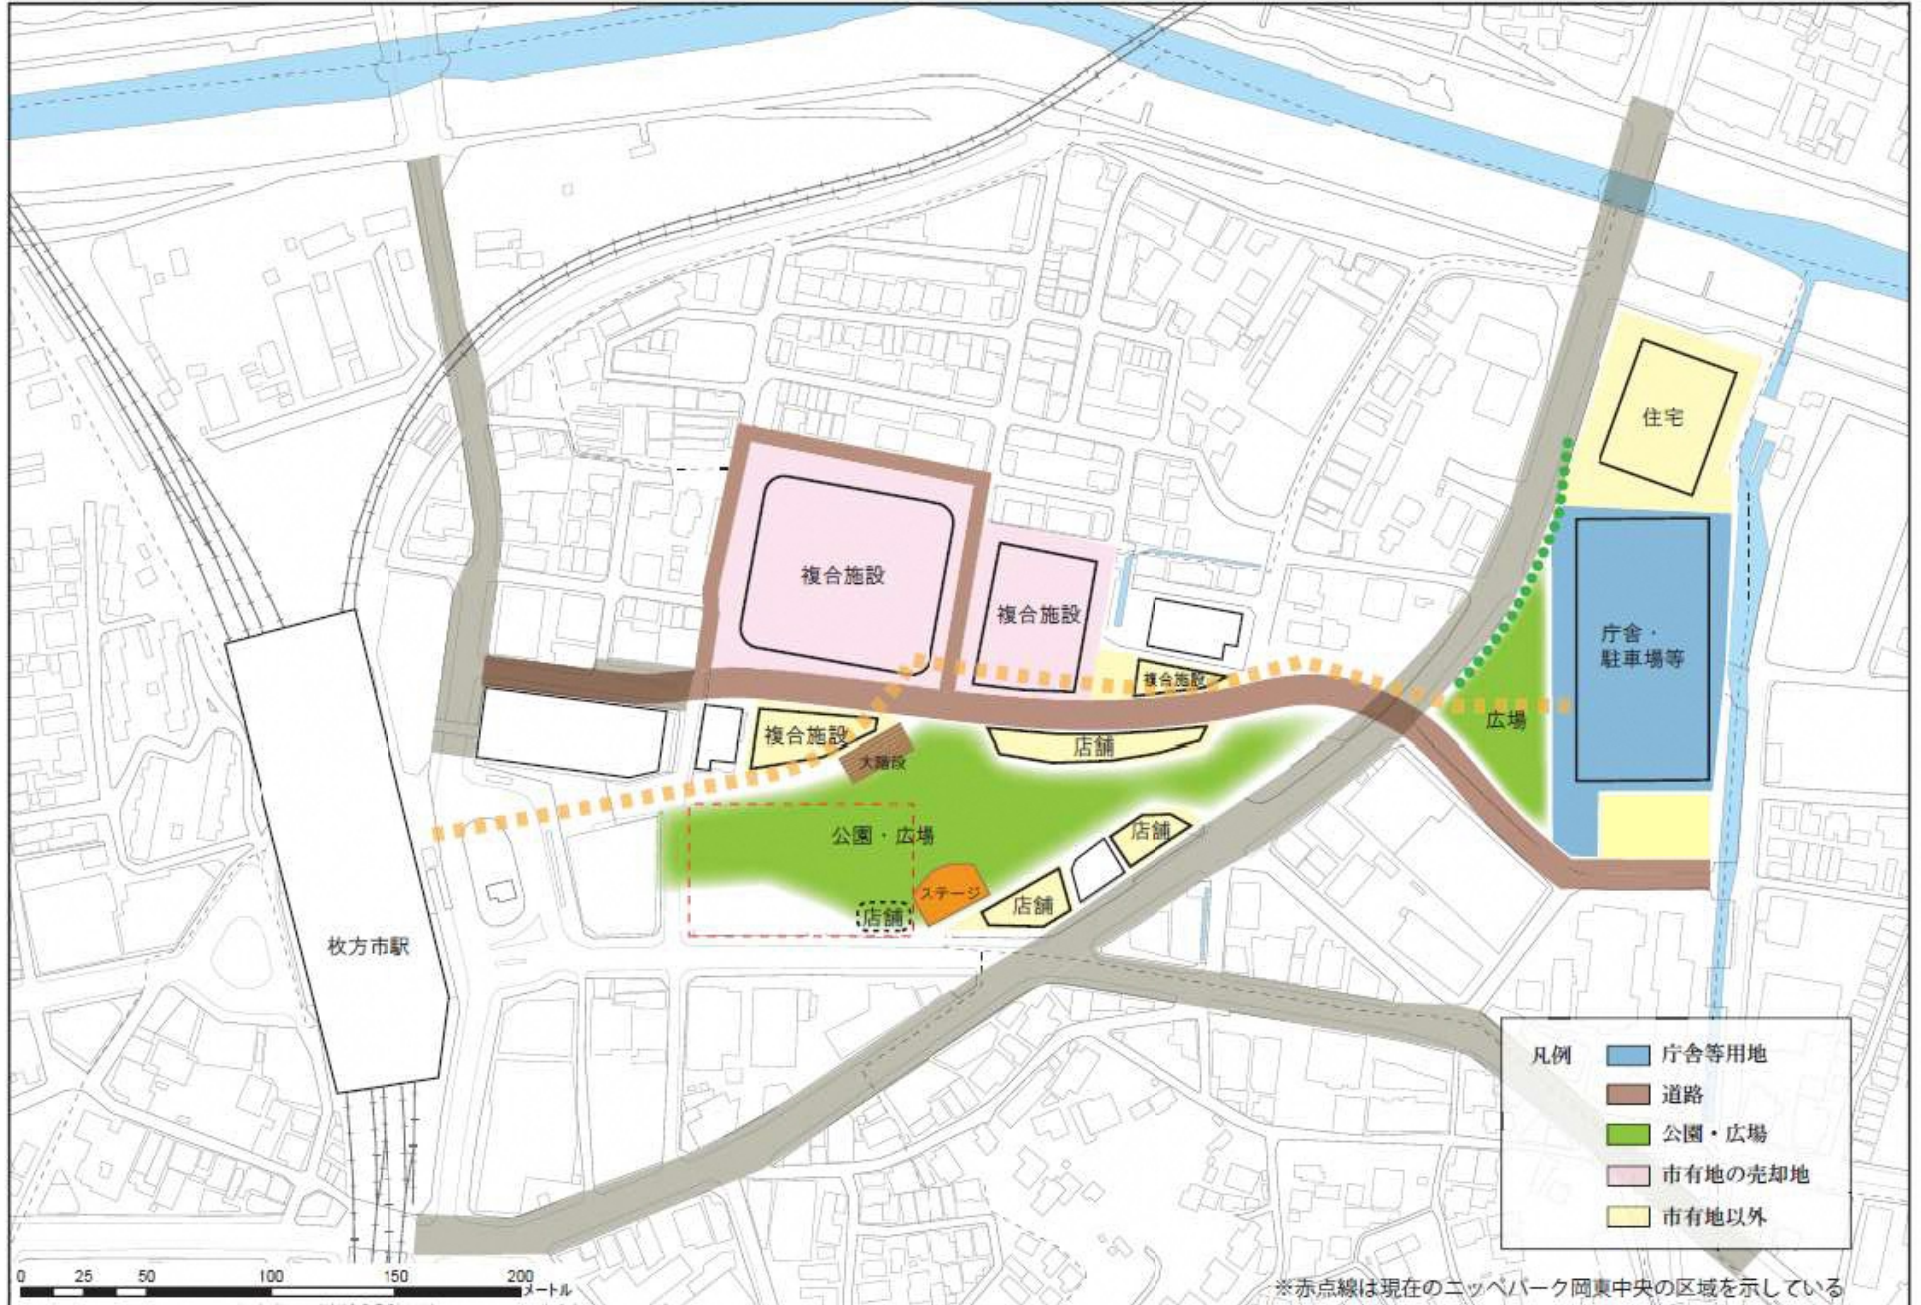 住宅
複合施設
複合施設
庁舎・
駐車場等
複合施設
広場
複合施設
店舗
大階段
公園・広場
店舗
ステージ
店舗
店舗
枚方市駅
凡例
庁舎等用地
道路
公園・広場
市有地の売却地
市有地以外
0 25 50 100 150 200
メートル
※赤点線は現在のニッペパーク岡東中央の区域を示している